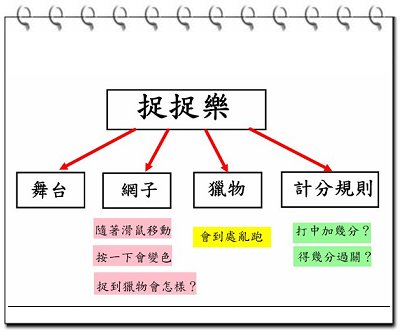 捉捉樂
舞台
網子
獵物
計分規則
隨著滑鼠移動
按一下會變色
捉到獵物會怎樣？
會到處亂跑
打中加幾分？
得幾分過關？